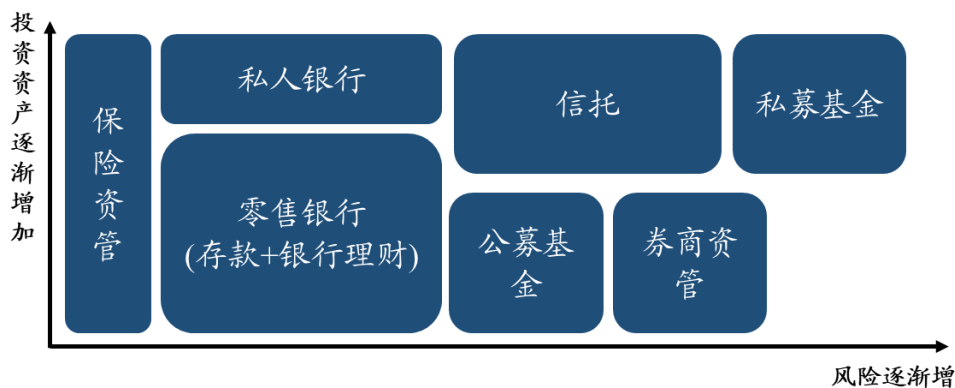 投资资产逐渐增加
保险资管
私人银行
零售银行
(存款+银行理财)
信托
私募基金
公募基
金
券商资
管
风险逐渐增